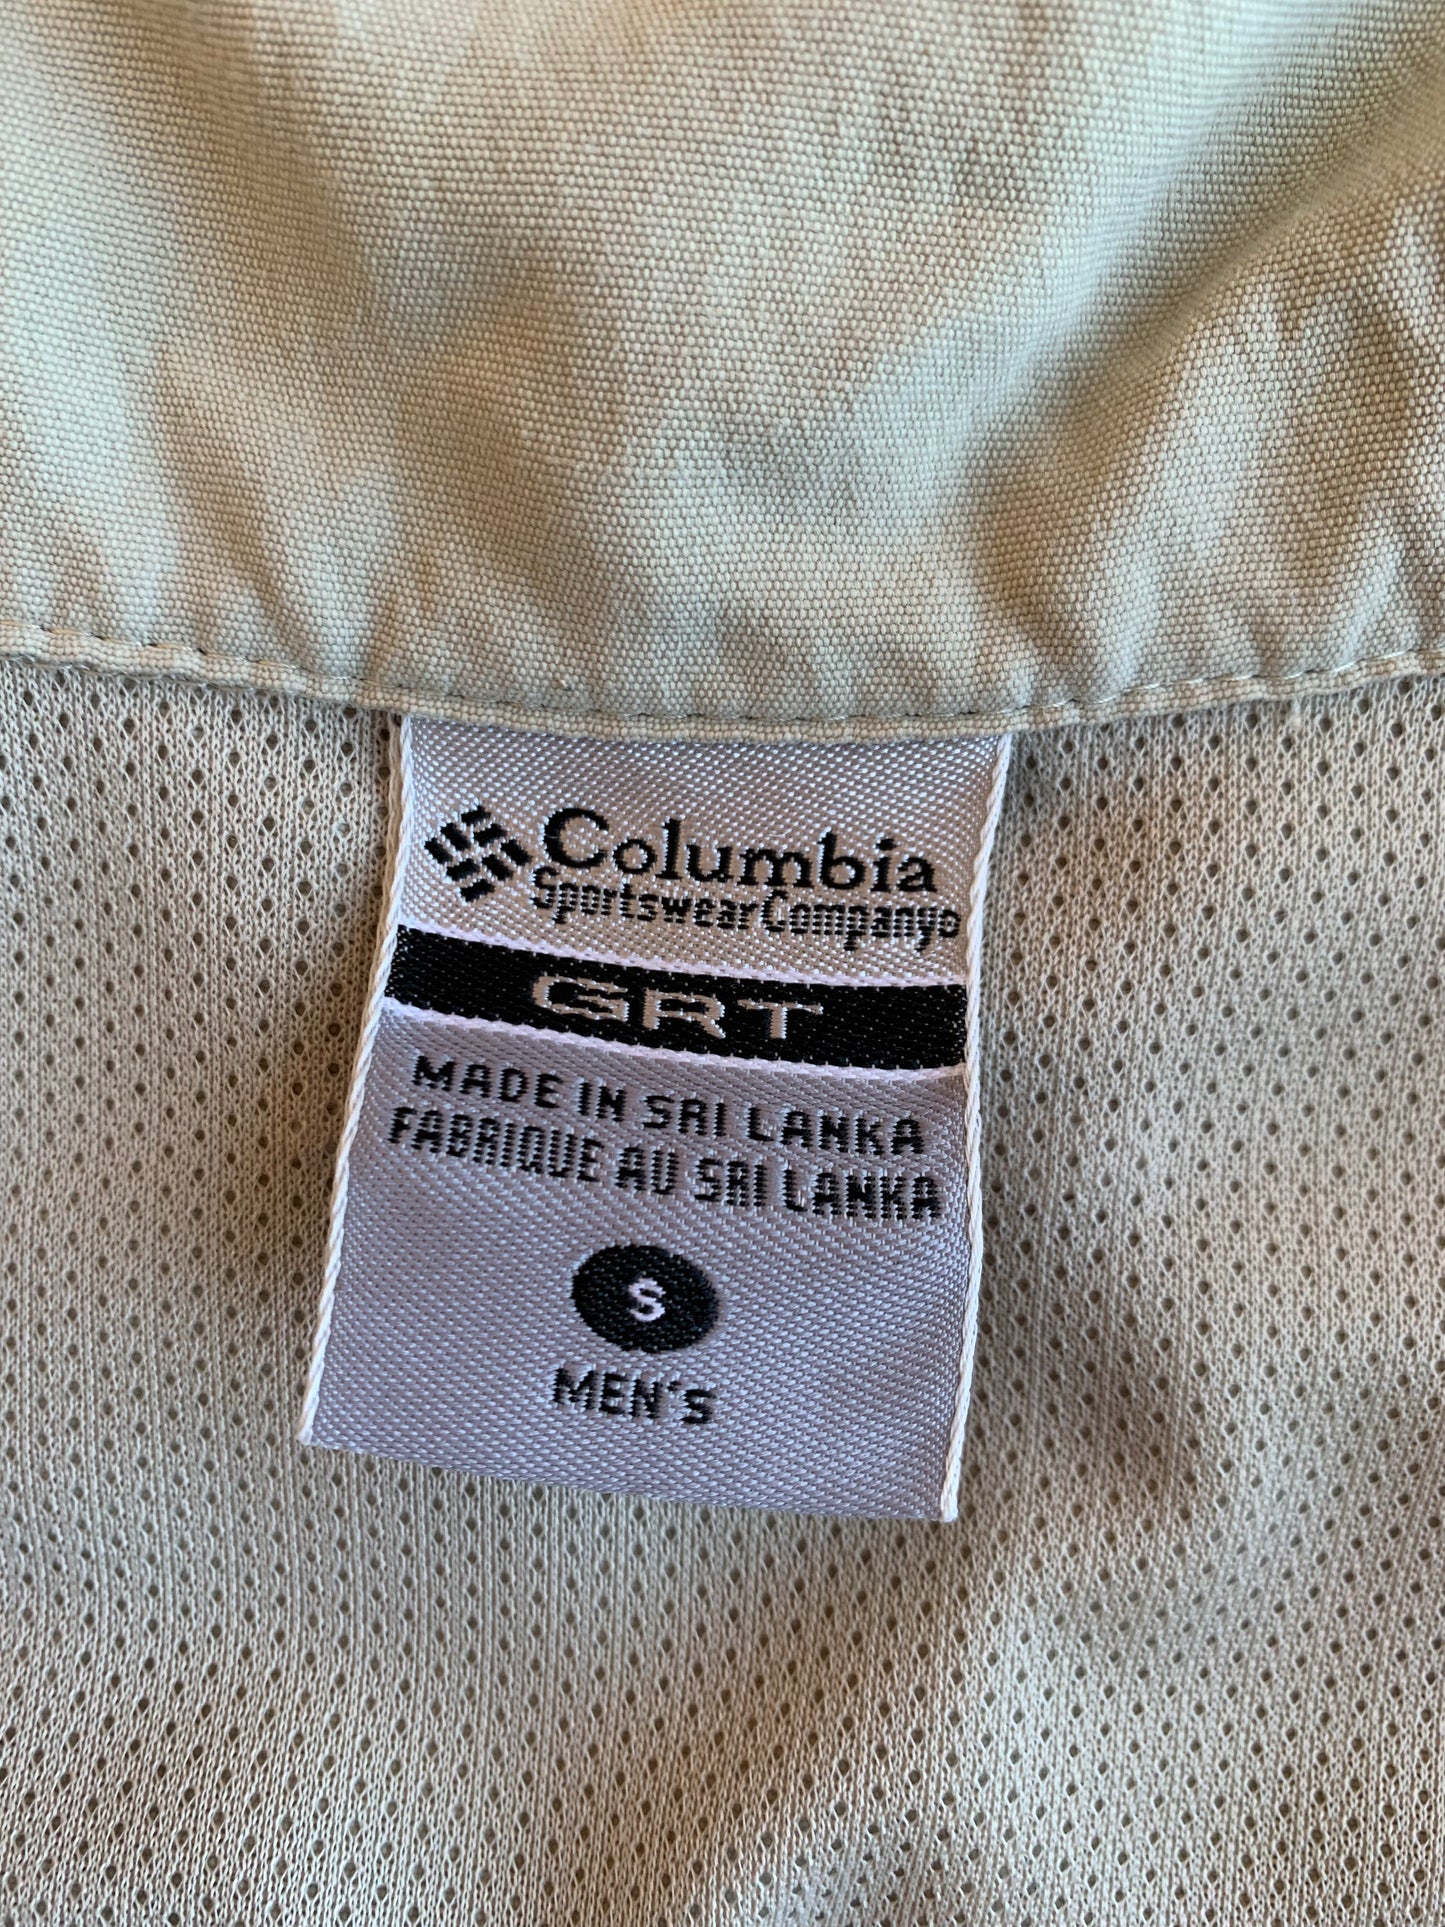 Columbia
Sportswear Company®
GRT
MADE IN SRI LANKA
FABRIQUE AU SRI LANKA
S
MEN'S